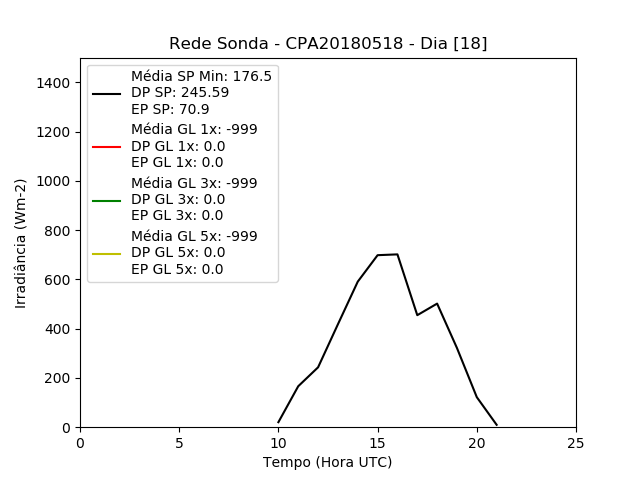 Rede Sonda - CPA20180518 - Dia [18]
Média SP Min: 176.5
DP SP: 245.59
EP SP: 70.9
Média GL 1x: -999
DP GL 1x: 0.0
EP GL 1x: 0.0
Média GL 3x: -999
DP GL 3x: 0.0
EP GL 3x: 0.0
Média GL 5x: -999
DP GL 5x: 0.0
EP GL 5x: 0.0
Irradiância (Wm-2)
1400
1200
1000
800
600
400
200
0
0 5 10 15 20 25
Tempo (Hora UTC)